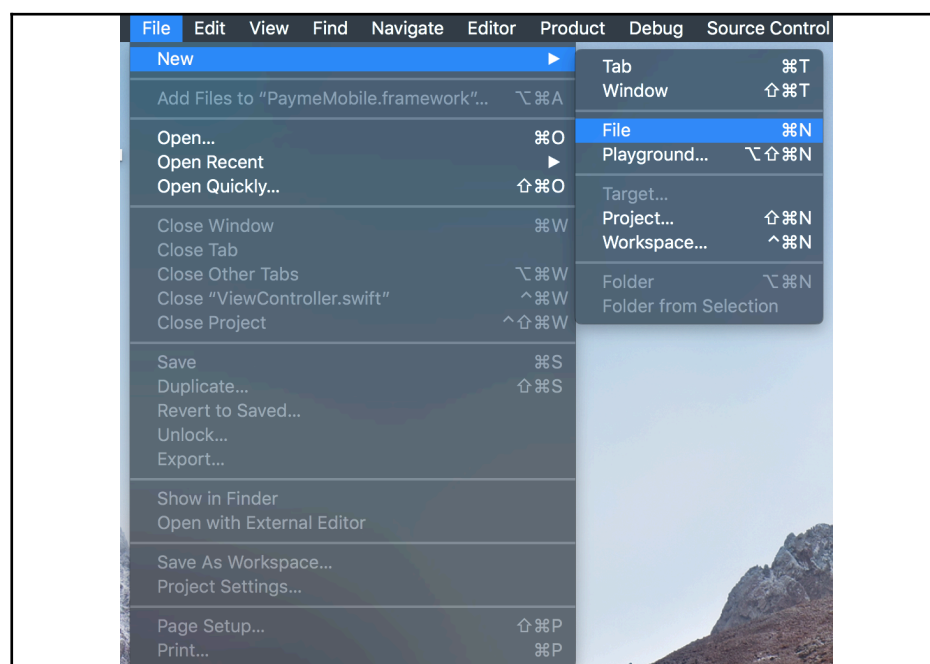 File Edit View Find Navigate Editor Product Debug Source Control
New ▶
Add Files to “PaymeMobile.framework”... ⌥⌘A
Open... ⌘O
Open Recent ▶
Open Quickly... ⇧⌘O
Close Window ⌘W
Close Tab
Close Other Tabs ⌥⌘W
Close “ViewController.swift” ^⌘W
Close Project ^⇧⌘W
Save ⌘S
Duplicate... ⇧⌘S
Revert to Saved...
Unlock...
Export...
Show in Finder
Open with External Editor
Save As Workspace...
Project Settings...
Page Setup... ⇧⌘P
Print... ⌘P
Tab ⌘T
Window ⇧⌘T
File ⌘N
Playground... ⌥⇧⌘N
Target...
Project... ⇧⌘N
Workspace... ^⌘N
Folder ⌥⌘N
Folder from Selection